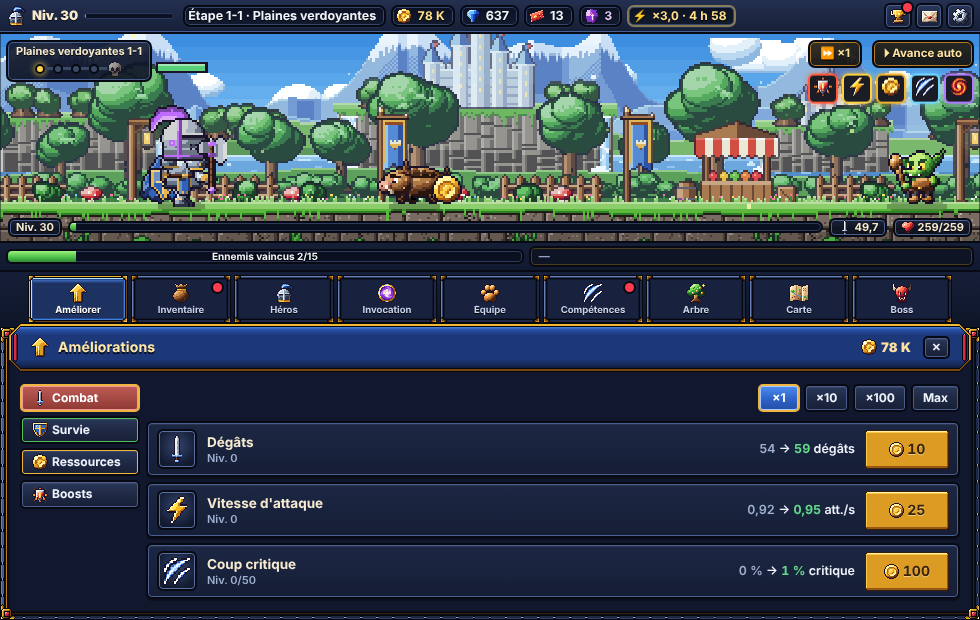 Niv. 30
Étape 1-1 · Plaines verdoyantes
78 K
637
13
3
×3,0 · 4 h 58
Plaines verdoyantes 1-1
×1
Avance auto
Niv. 30
49,7
259/259
Ennemis vaincus 2/15
—
Améliorer
Inventaire
Héros
Invocation
Equipe
Compétences
Arbre
Carte
Boss
Améliorations
78 K
×
Combat
Survie
Ressources
Boosts
×1
×10
×100
Max
Dégâts
Niv. 0
54 → 59 dégâts
10
Vitesse d'attaque
Niv. 0
0,92 → 0,95 att./s
25
Coup critique
Niv. 0/50
0 % → 1 % critique
100